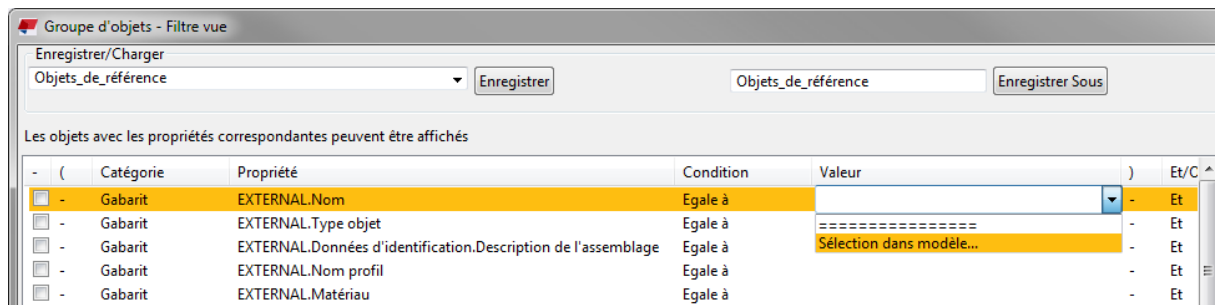 Groupe d'objets - Filtre vue
Enregistrer/Charger
Objets_de_référence Enregistrer Objets_de_référence Enregistrer Sous
Les objets avec les propriétés correspondantes peuvent être affichés
- ( Catégorie Propriété Condition Valeur ) Et/C
- Gabarit EXTERNAL.Nom Egale à - Et
- Gabarit EXTERNAL.Type objet Egale à ================ - Et
- Gabarit EXTERNAL.Données d'identification.Description de l'assemblage Egale à Sélection dans modèle... - Et
- Gabarit EXTERNAL.Nom profil Egale à - Et
- Gabarit EXTERNAL.Matériau Egale à - Et